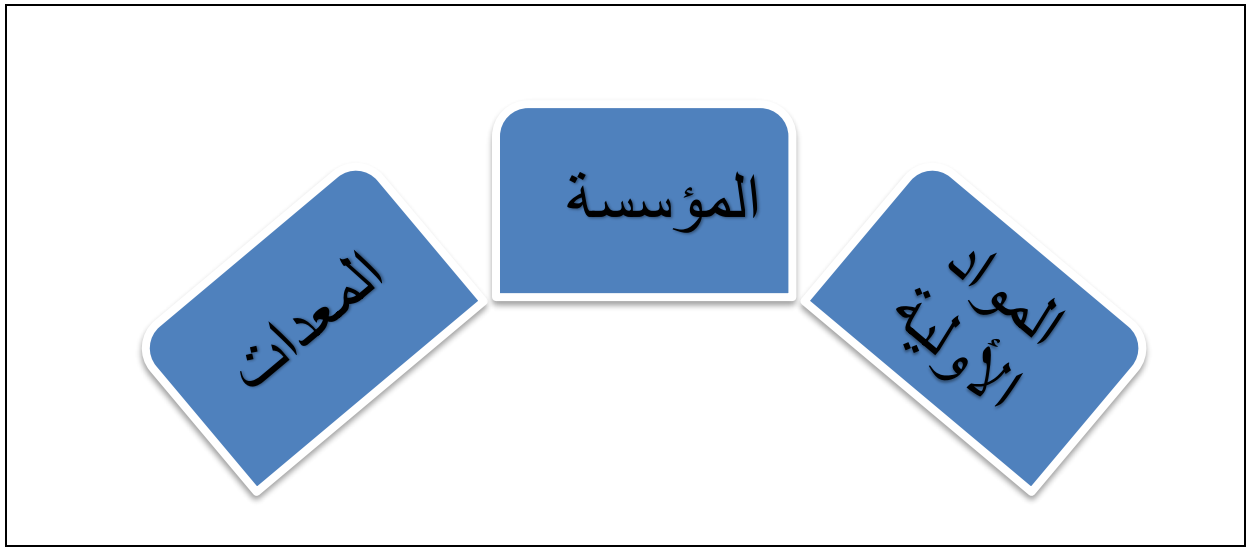 المؤسسة
المواد
الأولية
المعدات